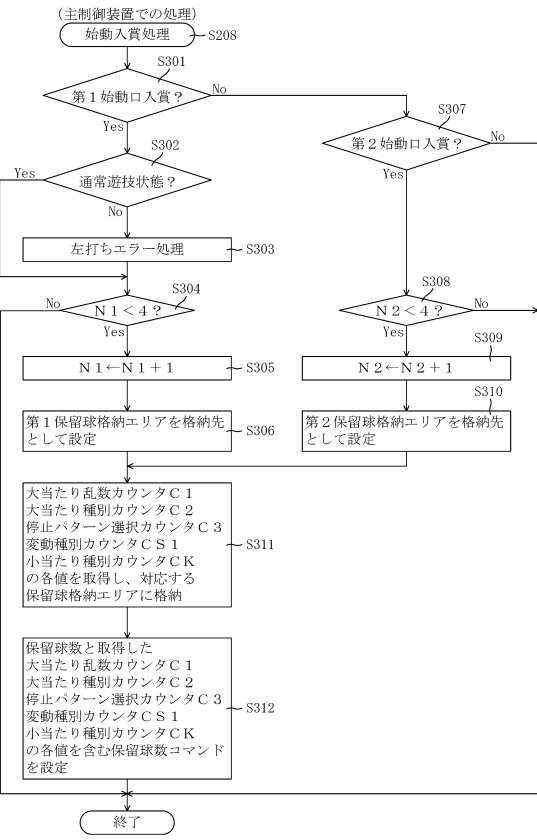 (主制御装置での処理)
始動入賞処理
S208
S301
第1始動口入賞？
No
Yes
S307
第2始動口入賞？
No
Yes
S302
通常遊技状態？
Yes
No
左打ちエラー処理
S303
S304
N1＜4？
No
Yes
S308
N2＜4？
No
Yes
N1←N1＋1
S305
S309
N2←N2＋1
第1保留球格納エリアを格納先
として設定
S306
S310
第2保留球格納エリアを格納先
として設定
大当たり乱数カウンタC1
大当たり種別カウンタC2
停止パターン選択カウンタC3
変動種別カウンタCS1
小当たり種別カウンタCK
の各値を取得し、対応する
保留球格納エリアに格納
S311
保留球数と取得した
大当たり乱数カウンタC1
大当たり種別カウンタC2
停止パターン選択カウンタC3
変動種別カウンタCS1
小当たり種別カウンタCK
の各値を含む保留球数コマンド
を設定
S312
終了